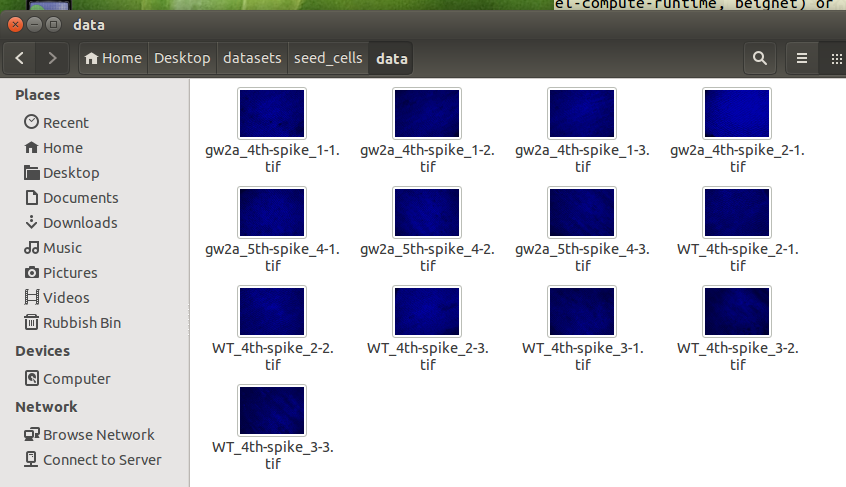 el-compute-runtime, beignet) or
data
Home
Desktop
datasets
seed_cells
data
Places
Recent
Home
Desktop
Documents
Downloads
Music
Pictures
Videos
Rubbish Bin
Devices
Computer
Network
Browse Network
Connect to Server
gw2a_4th-spike_1-1.
tif
gw2a_4th-spike_1-2.
tif
gw2a_4th-spike_1-3.
tif
gw2a_4th-spike_2-1.
tif
gw2a_5th-spike_4-1.
tif
gw2a_5th-spike_4-2.
tif
gw2a_5th-spike_4-3.
tif
WT_4th-spike_2-1.
tif
WT_4th-spike_2-2.
tif
WT_4th-spike_2-3.
tif
WT_4th-spike_3-1.
tif
WT_4th-spike_3-2.
tif
WT_4th-spike_3-3.
tif